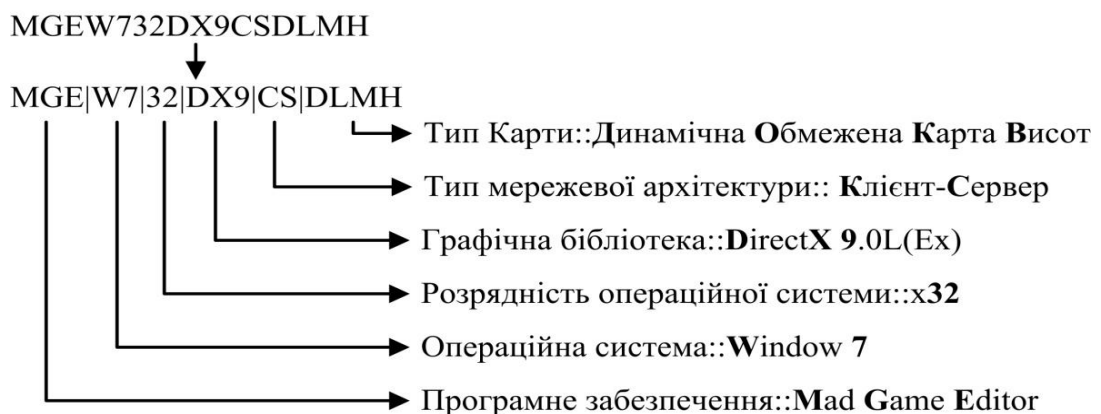 MGEW732DX9CSDLMH
MGE|W7|32|DX9|CS|DLMH
Тип Карти::Динамічна Обмежена Карта Висот
Тип мережевої архітектури:: Клієнт-Сервер
Графічна бібліотека::DirectX 9.0L(Ex)
Розрядність операційної системи::x32
Операційна система::Window 7
Програмне забезпечення::Mad Game Editor